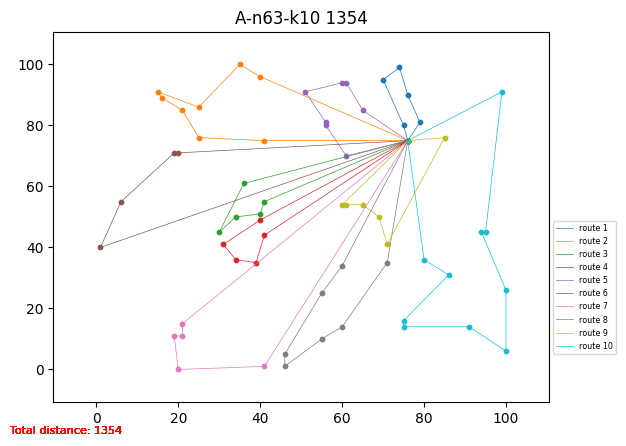 A-n63-k10 1354
100
80
60
40
20
0
0 20 40 60 80 100
route 1
route 2
route 3
route 4
route 5
route 6
route 7
route 8
route 9
route 10
Total distance: 1354